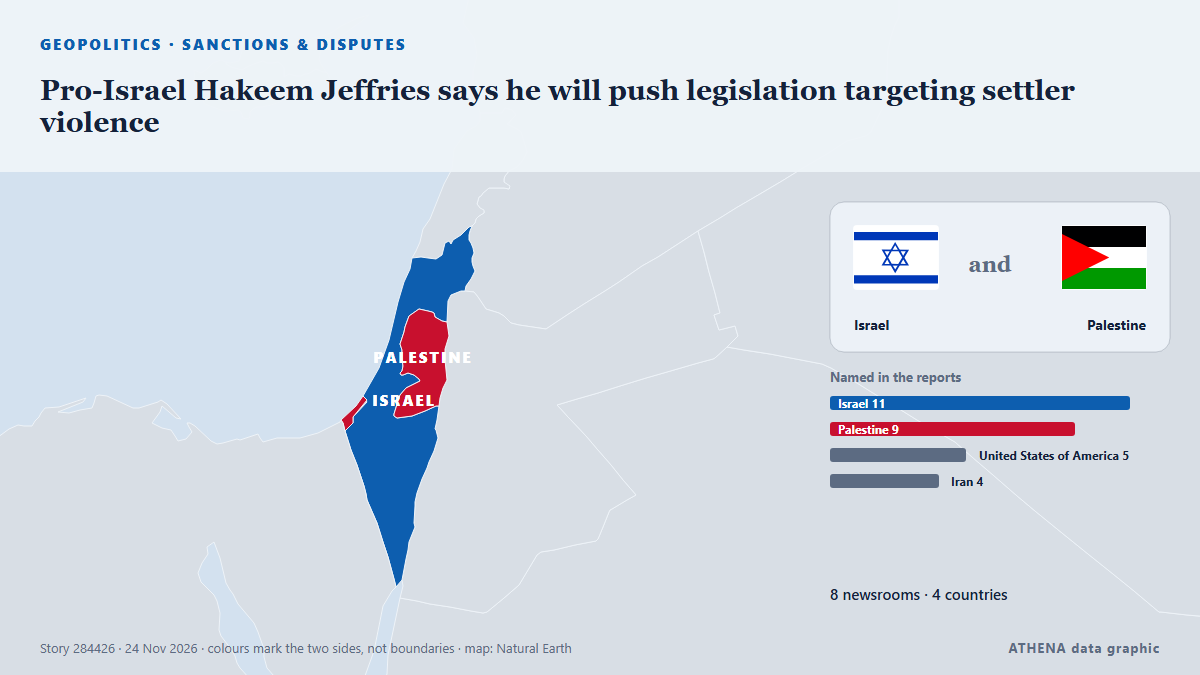 GEOPOLITICS · SANCTIONS & DISPUTES
Pro-Israel Hakeem Jeffries says he will push legislation targeting settler
violence
and
Israel
Palestine
PALESTINE
ISRAEL
Named in the reports
Israel 11
Palestine 9
United States of America 5
Iran 4
8 newsrooms · 4 countries
Story 284426 · 24 Nov 2026 · colours mark the two sides, not boundaries · map: Natural Earth
ATHENA data graphic